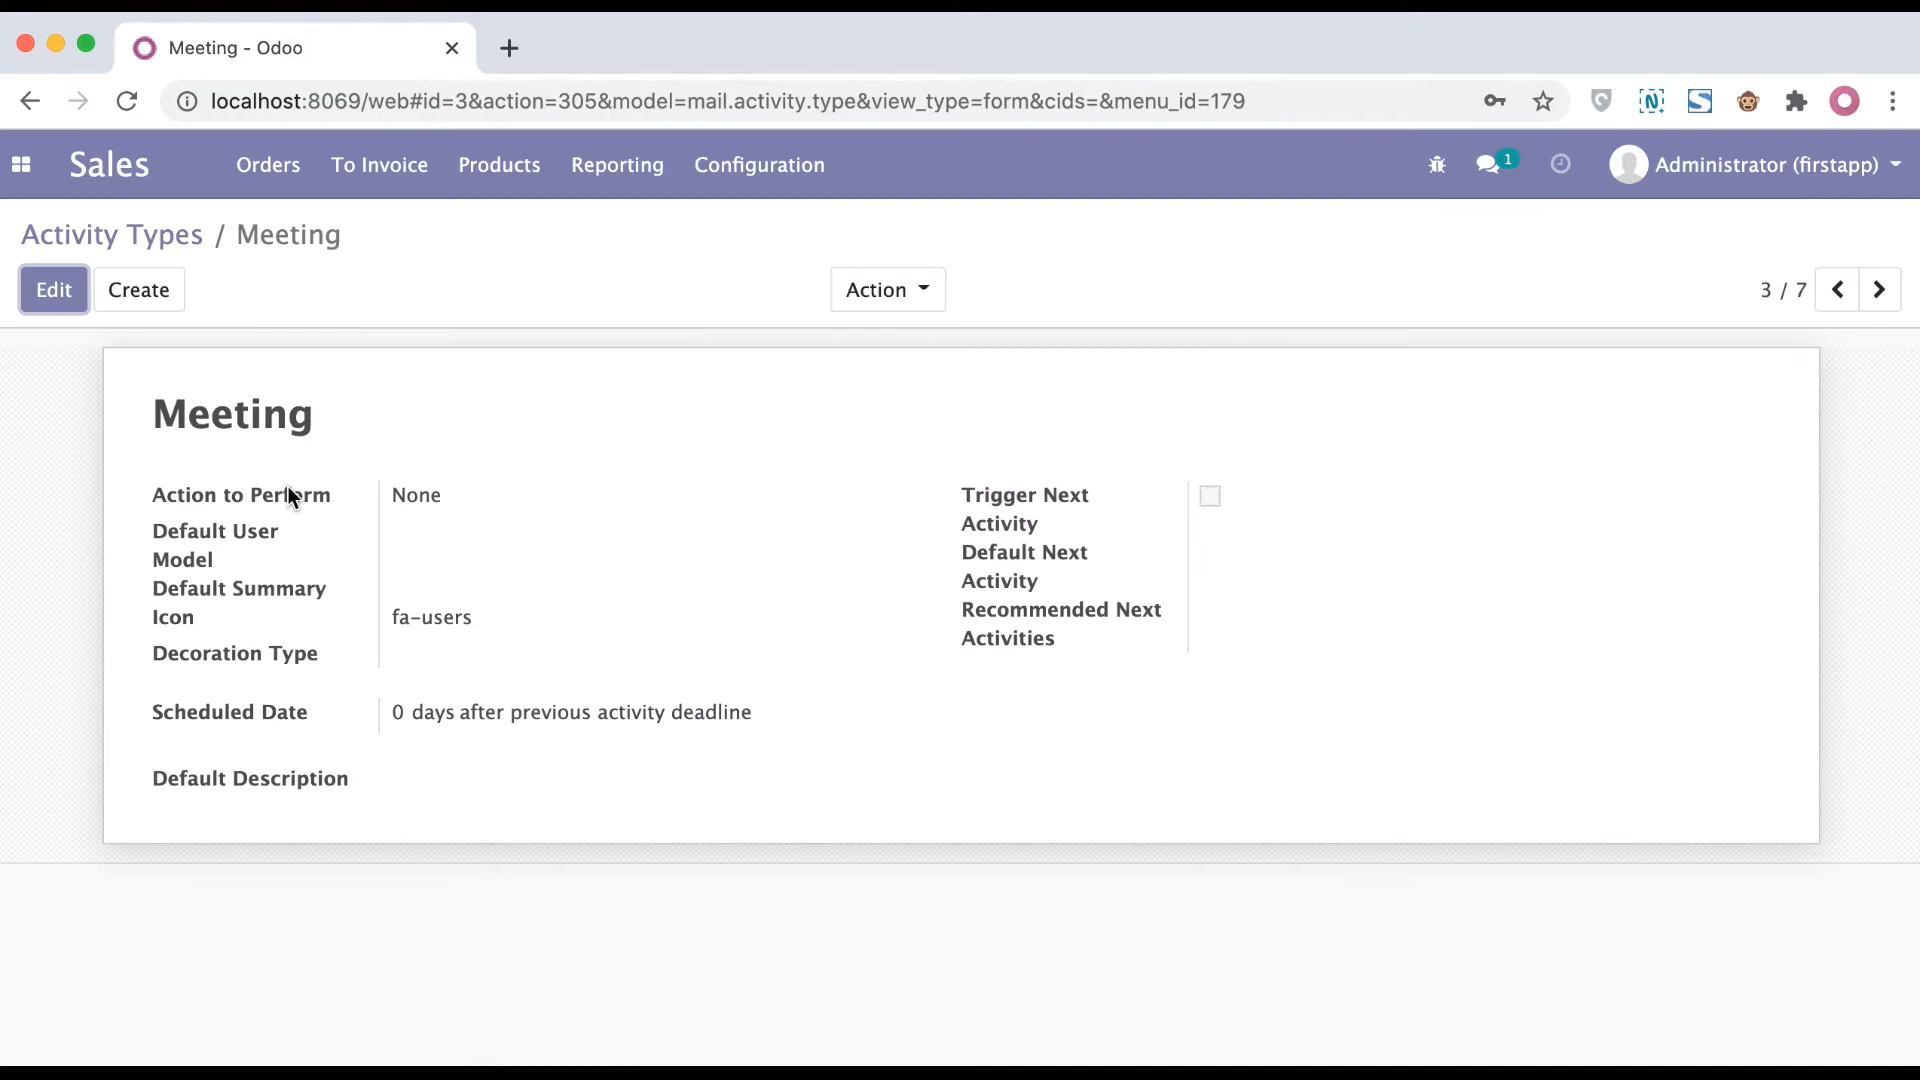 Meeting - Odoo
localhost:8069/web#id=3&action=305&model=mail.activity.type&view_type=form&cids=&menu_id=179
Sales Orders To Invoice Products Reporting Configuration 1 Administrator (firstapp)
Activity Types / Meeting
Edit Create Action 3 / 7
Meeting
Action to Perform None
Default User
Model
Default Summary
Icon fa-users
Decoration Type
Trigger Next
Activity
Default Next
Activity
Recommended Next
Activities
Scheduled Date 0 days after previous activity deadline
Default Description